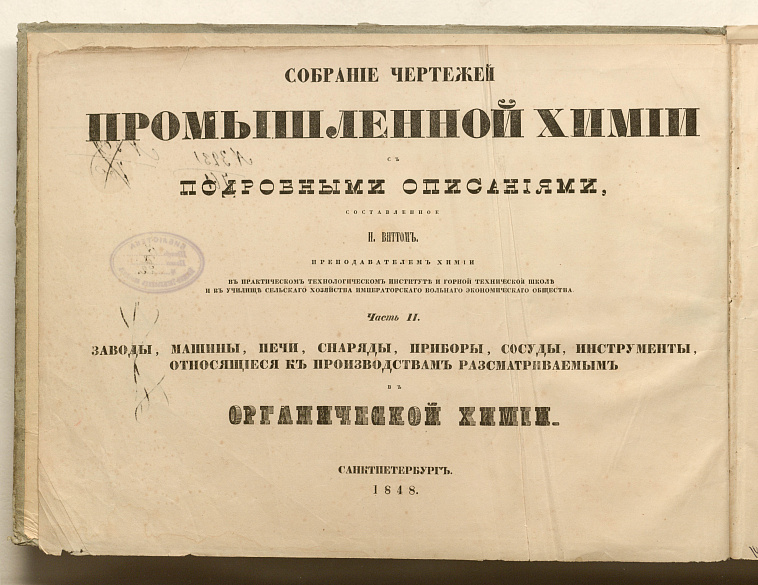 СОБРАНІЕ ЧЕРТЕЖЕЙ
ПРОМЫШЛЕННОЙ ХИМІИ
СЪ
ПОДРОБНЫМИ ОПИСАНІЯМИ,
СОСТАВЛЕННОЕ
Н. ВИТТОМЪ.
ПРЕПОДАВАТЕЛЕМЪ ХИМІИ
ВЪ ПРАКТИЧЕСКОМЪ ТЕХНОЛОГИЧЕСКОМЪ ИНСТИТУТѢ И ГОРНОЙ ТЕХНИЧЕСКОЙ ШКОЛѢ
И ВЪ УЧИЛИЩѢ СЕЛЬСКАГО ХОЗЯЙСТВА ИМПЕРАТОРСКАГО ВОЛЬНАГО ЭКОНОМИЧЕСКАГО ОБЩЕСТВА.
Часть II.
ЗАВОДЫ, МАШИНЫ, ПЕЧИ, СНАРЯДЫ, ПРИБОРЫ, СОСУДЫ, ИНСТРУМЕНТЫ,
ОТНОСЯЩІЕСЯ КЪ ПРОИЗВОДСТВАМЪ РАЗСМАТРИВАЕМЫМЪ
ВЪ
ОРГАНИЧЕСКОЙ ХИМІИ.
САНКТПЕТЕРБУРГЪ.
1848.